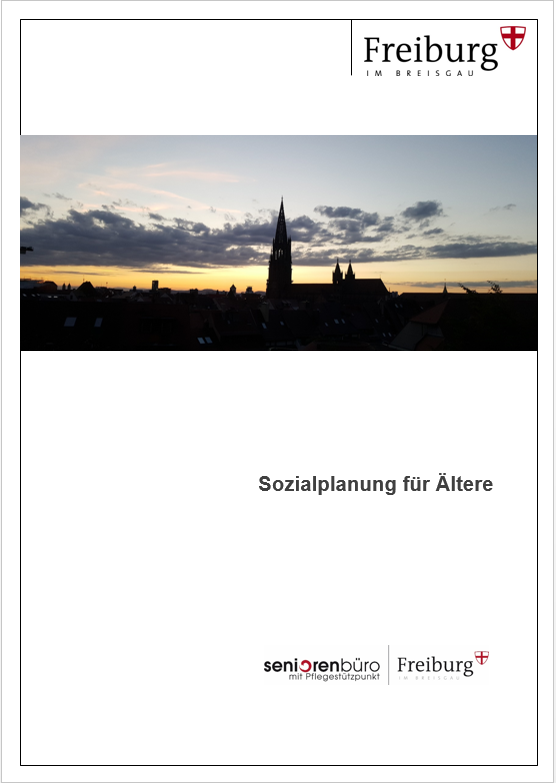 Freiburg
IM BREISGAU
Sozialplanung für Ältere
seniorenbüro
mit Pflegestützpunkt
Freiburg
IM BREISGAU